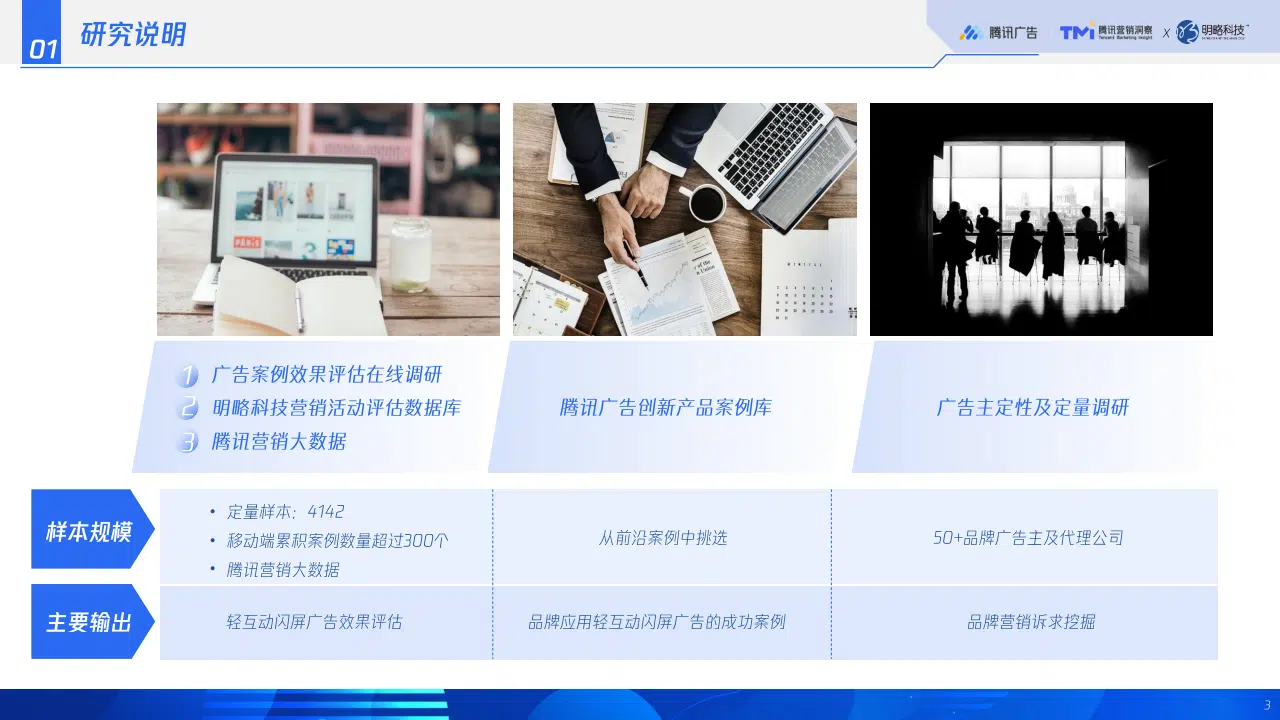 01
研究说明
腾讯广告
TMi 腾讯营销洞察
Tencent Marketing Insight
X
明略科技
1 广告案例效果评估在线调研
2 明略科技营销活动评估数据库
3 腾讯营销大数据
腾讯广告创新产品案例库
广告主定性及定量调研
样本规模
• 定量样本：4142
• 移动端累积案例数量超过300个
• 腾讯营销大数据
从前沿案例中挑选
50+品牌广告主及代理公司
主要输出
轻互动闪屏广告效果评估
品牌应用轻互动闪屏广告的成功案例
品牌营销诉求挖掘
3